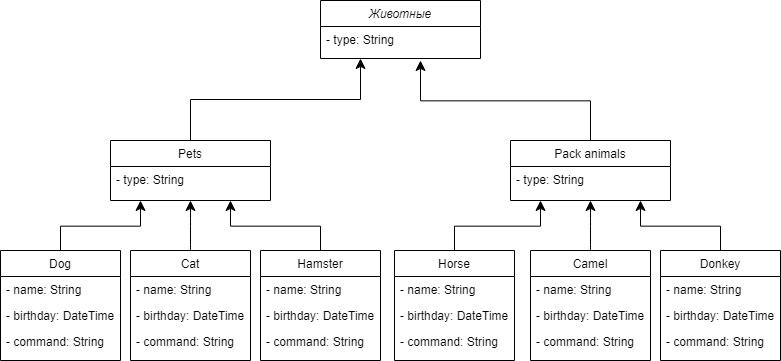 Животные
- type: String
Pets
- type: String
Pack animals
- type: String
Dog
- name: String
- birthday: DateTime
- command: String
Cat
- name: String
- birthday: DateTime
- command: String
Hamster
- name: String
- birthday: DateTime
- command: String
Horse
- name: String
- birthday: DateTime
- command: String
Camel
- name: String
- birthday: DateTime
- command: String
Donkey
- name: String
- birthday: DateTime
- command: String